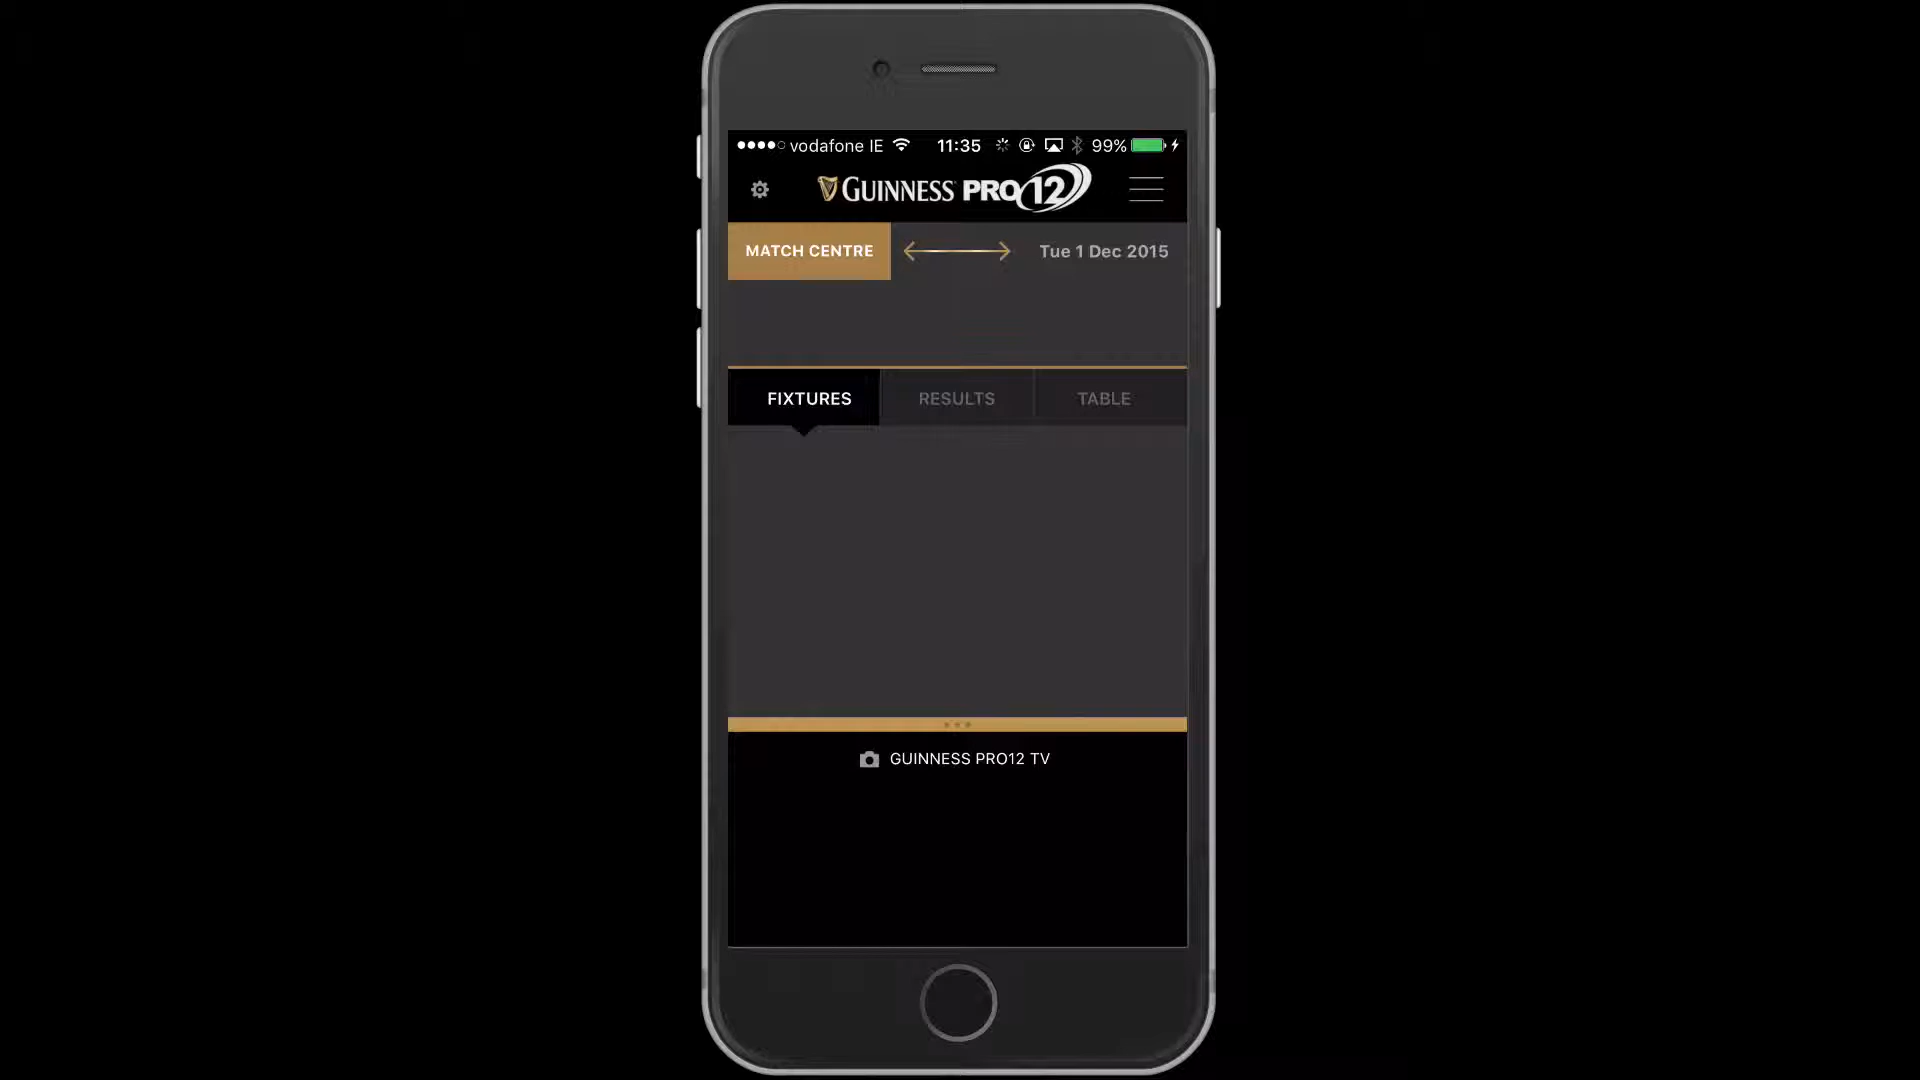 vodafone IE 11:35 99%
GUINNESS PRO12
MATCH CENTRE Tue 1 Dec 2015
FIXTURES RESULTS TABLE
GUINNESS PRO12 TV